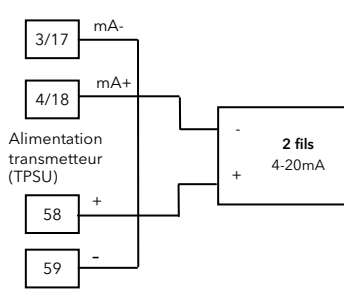 mA-
3/17
mA+
4/18
Alimentation
transmetteur
(TPSU)
-
2 fils
4-20mA
+
+
58
-
59